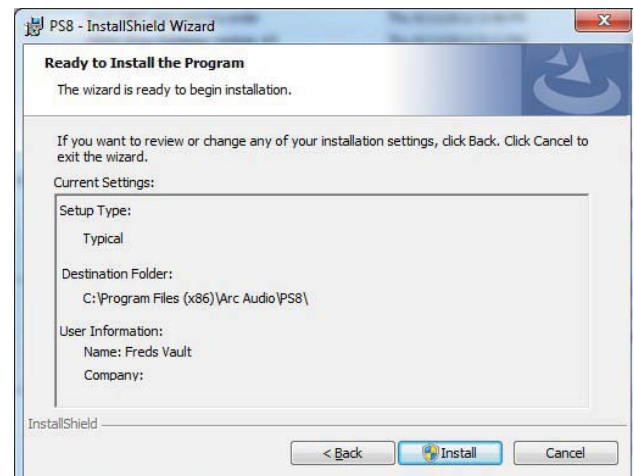 PS8 - InstallShield Wizard
Ready to Install the Program
The wizard is ready to begin installation.
If you want to review or change any of your installation settings, click Back. Click Cancel to
exit the wizard.
Current Settings:
Setup Type:
Typical
Destination Folder:
C:\Program Files (x86)\Arc Audio\PS8\
User Information:
Name: Freds Vault
Company:
InstallShield
< Back
Install
Cancel